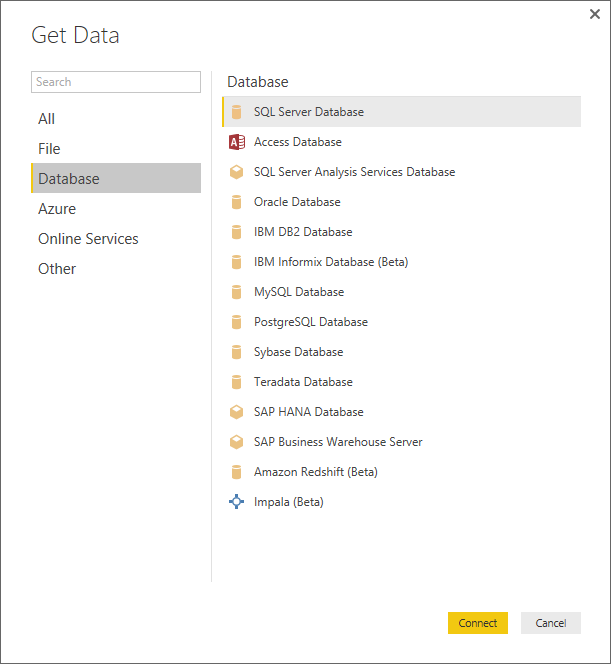 Get Data
Search
All
File
Database
Azure
Online Services
Other
Database
SQL Server Database
Access Database
SQL Server Analysis Services Database
Oracle Database
IBM DB2 Database
IBM Informix Database (Beta)
MySQL Database
PostgreSQL Database
Sybase Database
Teradata Database
SAP HANA Database
SAP Business Warehouse Server
Amazon Redshift (Beta)
Impala (Beta)
Connect
Cancel